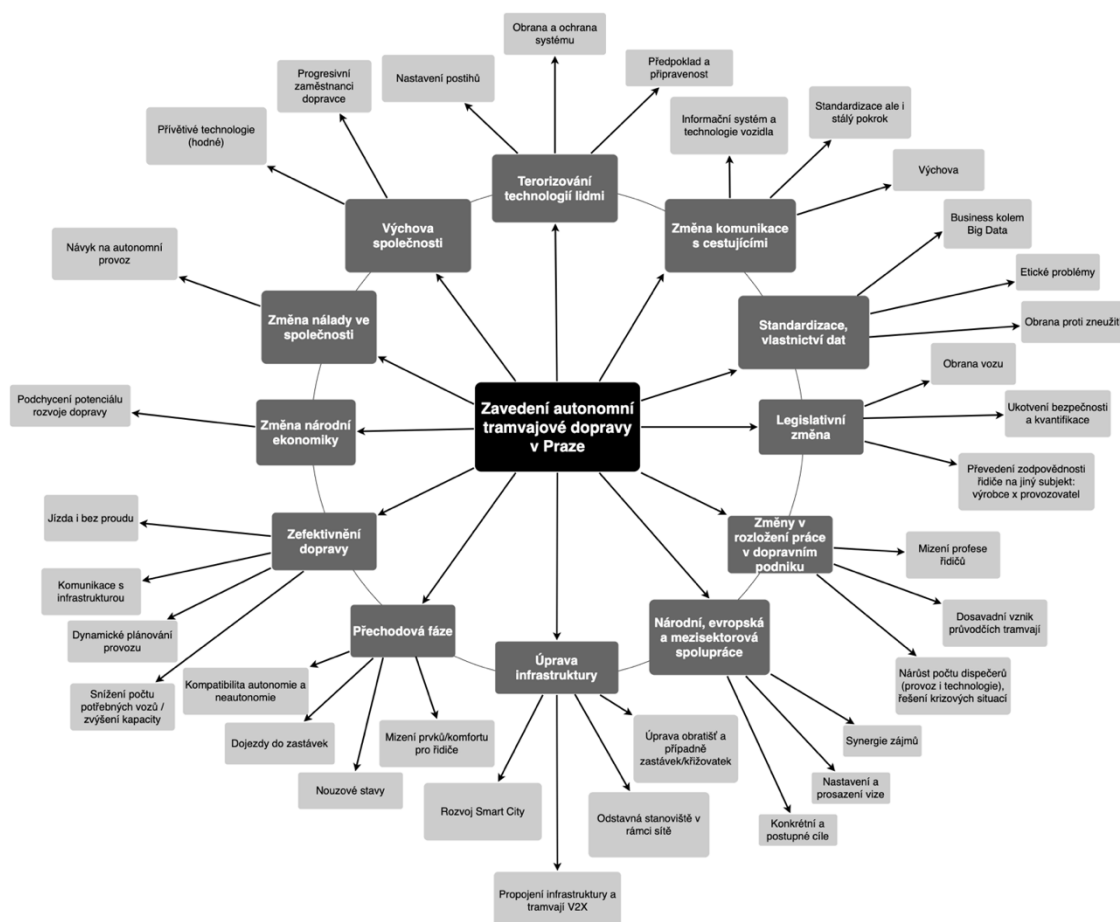 Obrana a ochrana
systému
Progresivní
zaměstnanci
dopravce
Nastavení postihů
Předpoklad a
připravenost
Přívětivé technologie
(hodné)
Informační systém a
technologie vozidla
Standardizace ale i
stálý pokrok
Terorizování
technologií lidmi
Výchova
Výchova
společnosti
Změna komunikace
s cestujícími
Business kolem
Big Data
Návyk na autonomní
provoz
Etické problémy
Změna nálady ve
společnosti
Standardizace,
vlastnictví dat
Obrana proti zneužití
Obrana vozu
Podchycení potenciálu
rozvoje dopravy
Změna národní
ekonomiky
Zavedení autonomní
tramvajové dopravy
v Praze
Legislativní
změna
Ukotvení bezpečnosti
a kvantifikace
Převedení zodpovědnosti
řidiče na jiný subjekt:
výrobce x provozovatel
Jízda i bez proudu
Zefektivnění
dopravy
Změny v
rozložení práce
v dopravním
podniku
Mizení profese
řidičů
Komunikace s
infrastrukturou
Dynamické plánování
provozu
Přechodová fáze
Národní, evropská
a mezisektorová
spolupráce
Dosavadní vznik
průvodčích tramvají
Úprava
infrastruktury
Snížení počtu
potřebných vozů /
zvýšení kapacity
Kompatibilita autonomie a
neautonomie
Nárůst počtu dispečerů
(provoz i technologie),
řešení krizových situací
Dojezdy do zastávek
Mizení prvků/komfortu
pro řidiče
Úprava obratišť a
případně
zastávek/křižovatek
Synergie zájmů
Nouzové stavy
Nastavení a
prosazení vize
Rozvoj Smart City
Odstavná stanoviště v
rámci sítě
Konkrétní a
postupné cíle
Propojení infrastruktury a
tramvají V2X